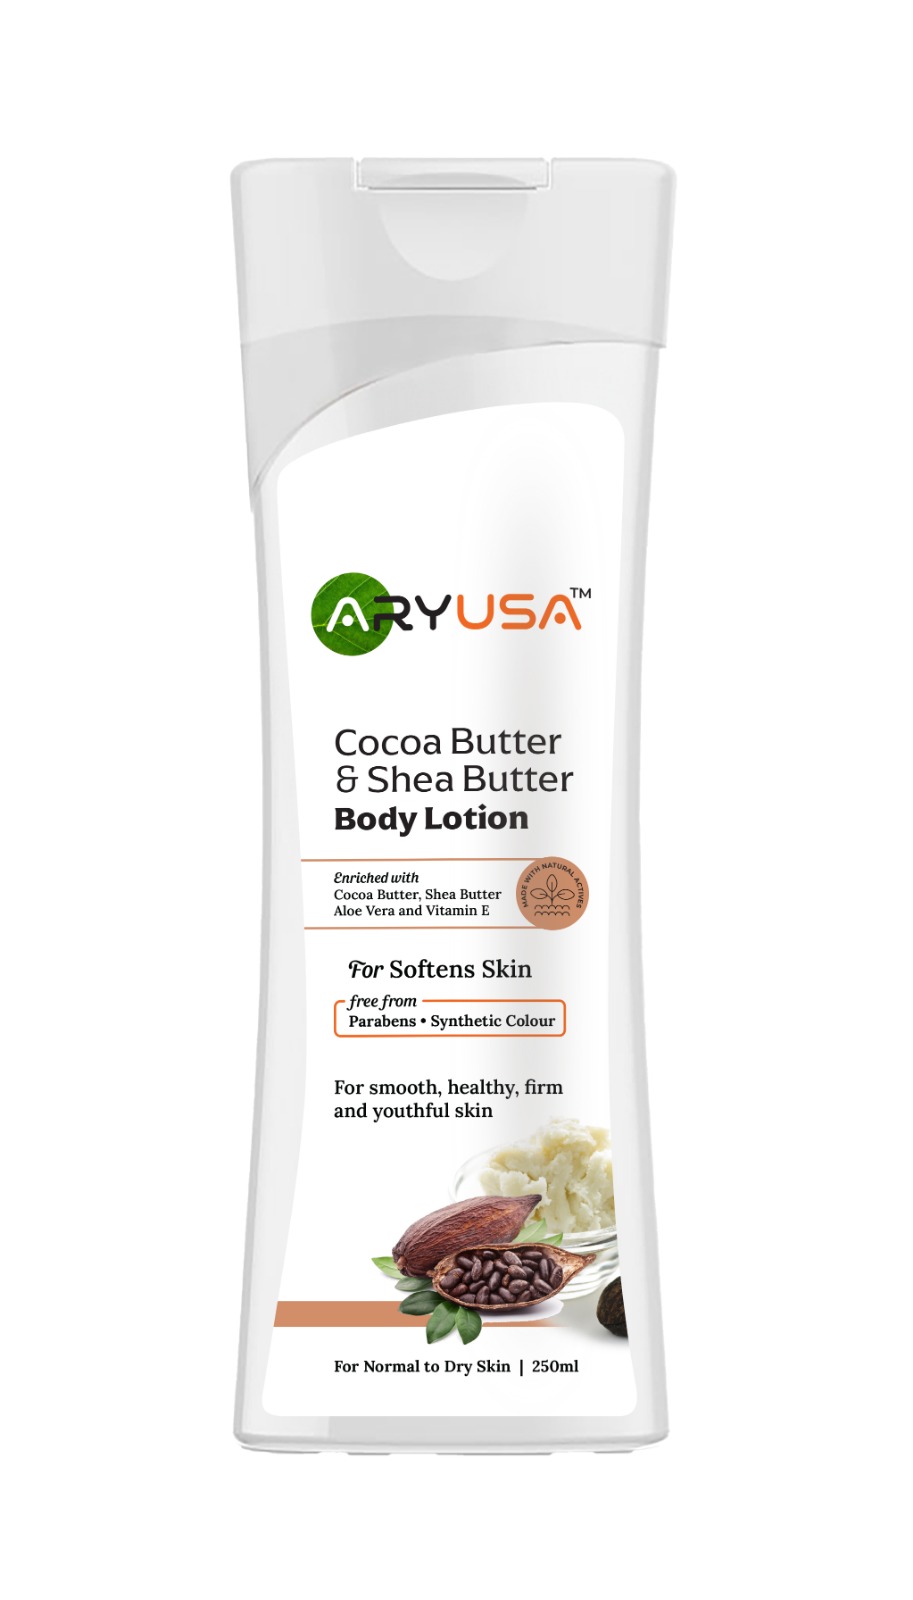 ARYUSA™
Cocoa Butter
& Shea Butter
Body Lotion
Enriched with
Cocoa Butter, Shea Butter
Aloe Vera and Vitamin E
MADE WITH NATURAL ACTIVES
For Softens Skin
free from
Parabens • Synthetic Colour
For smooth, healthy, firm
and youthful skin
For Normal to Dry Skin | 250ml